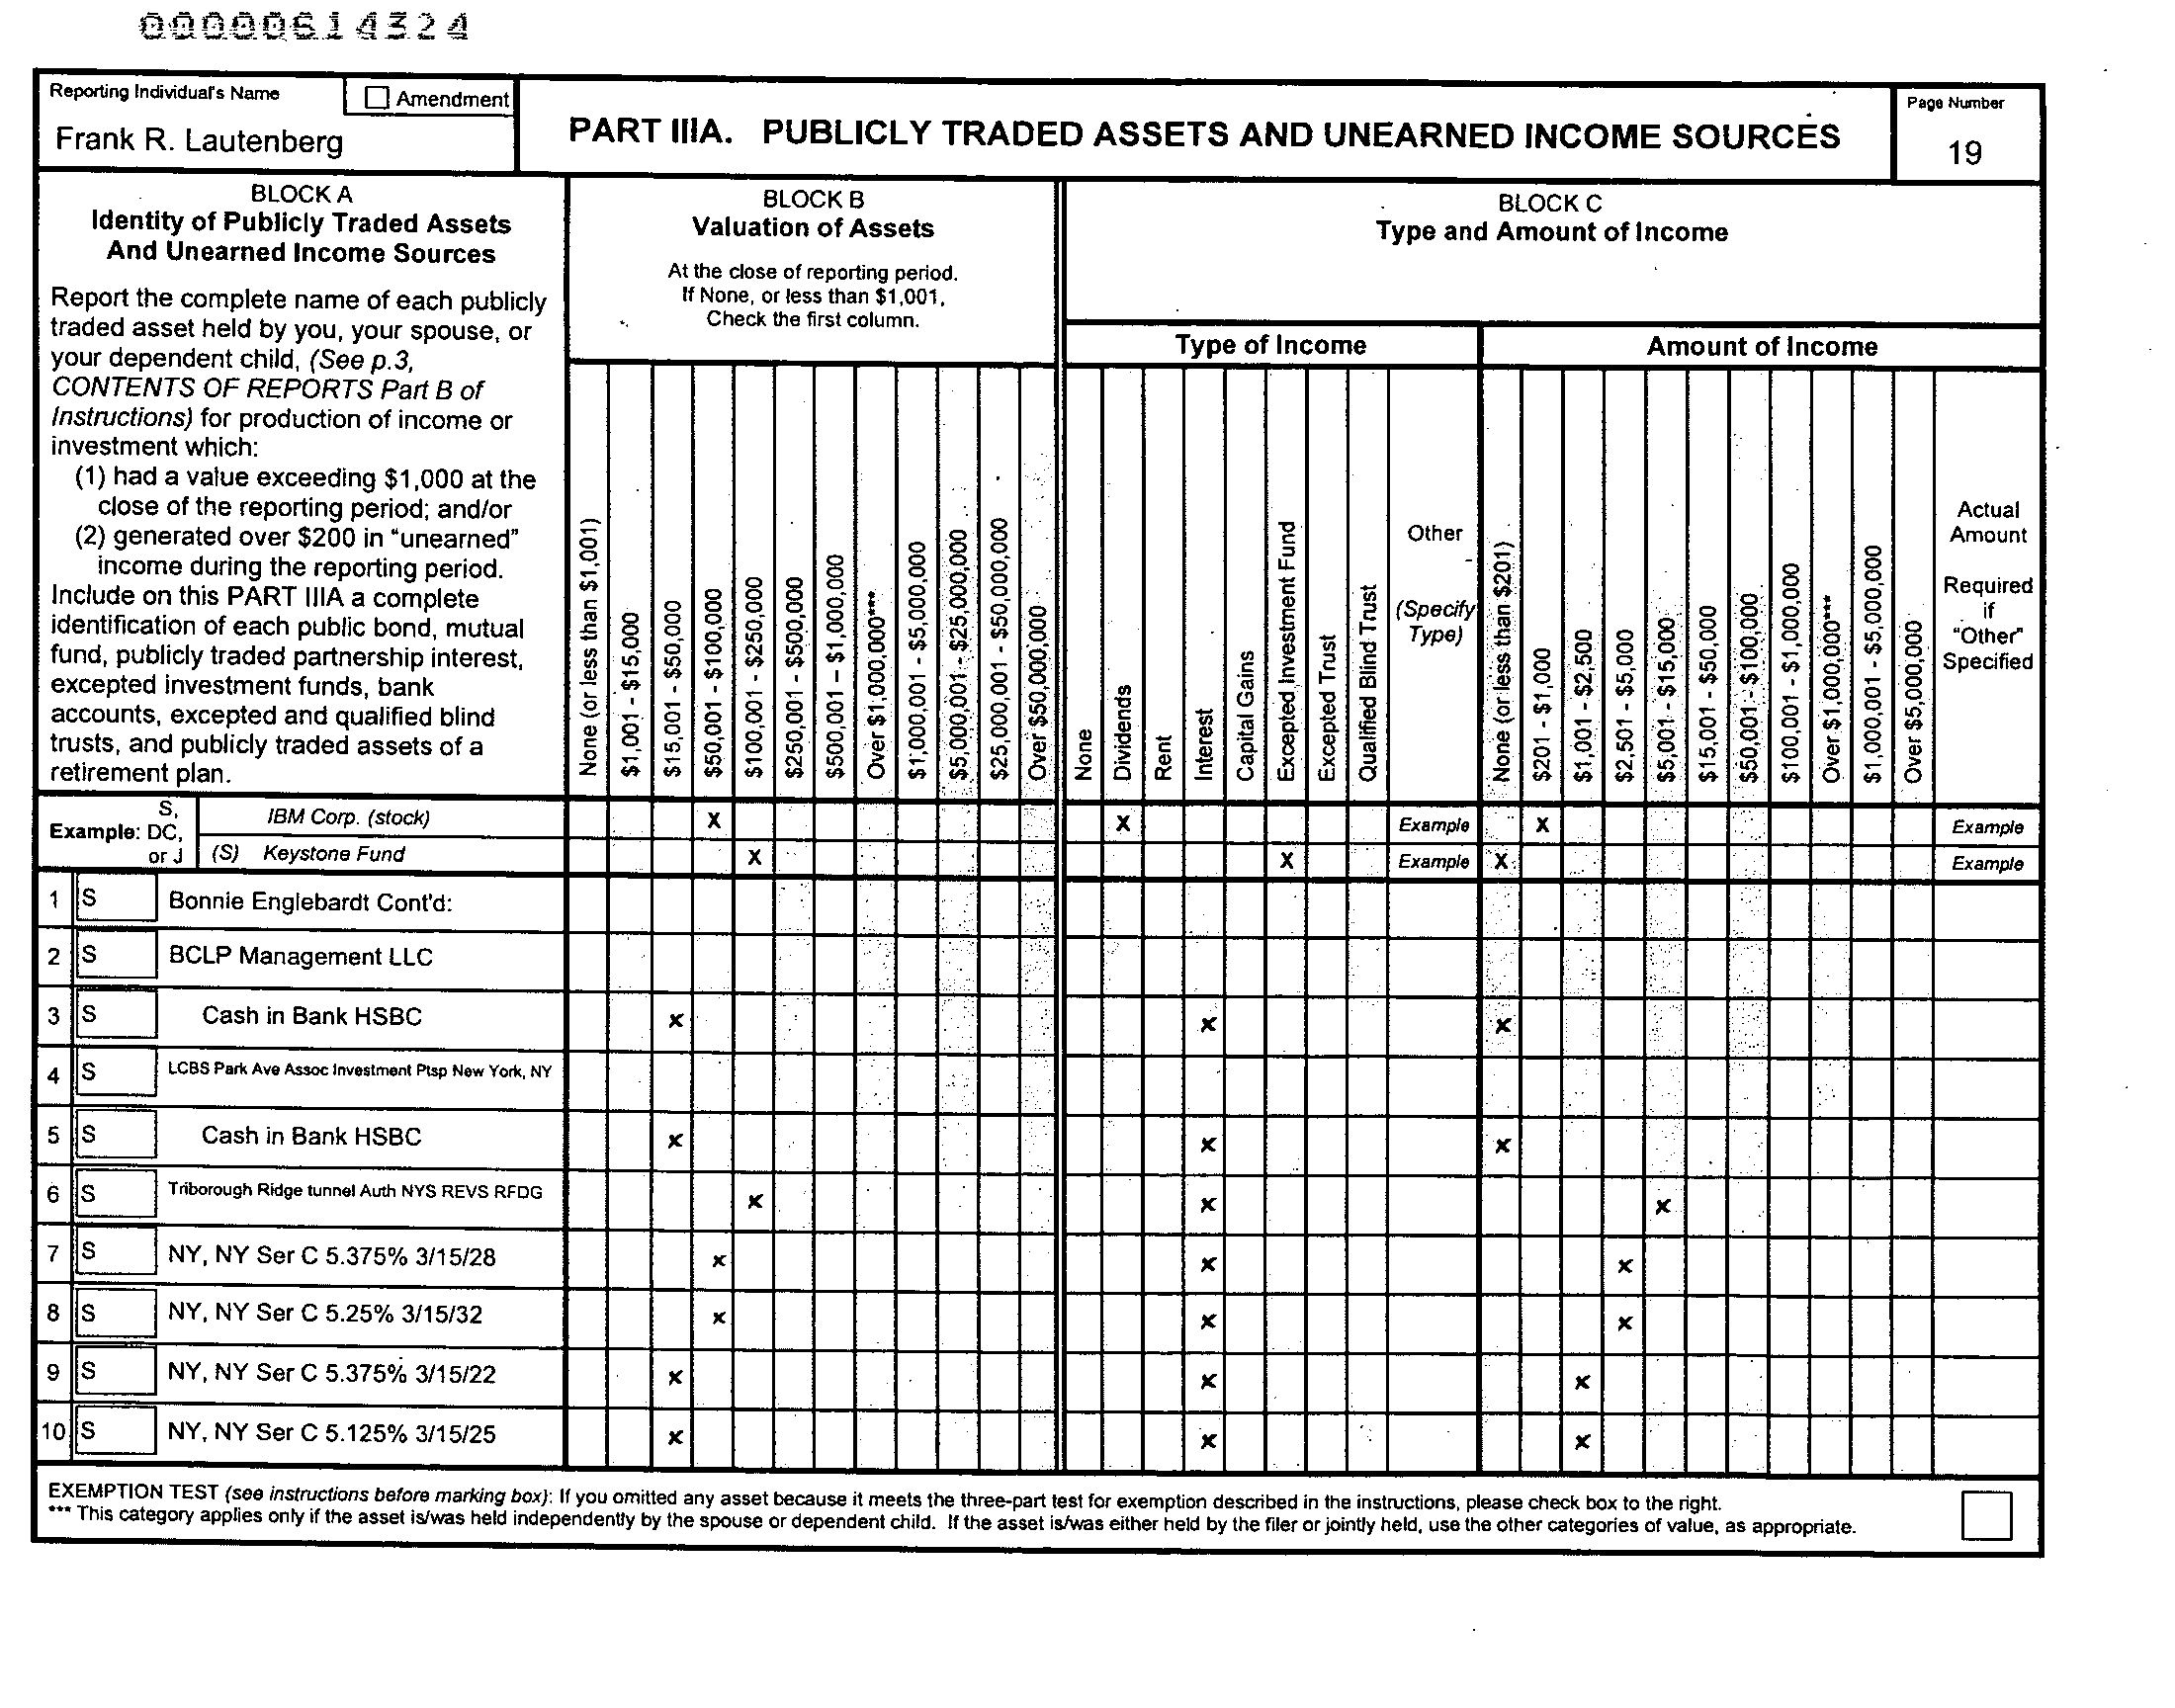 00000614324
Reporting Individual's Name
Amendment
Frank R. Lautenberg
PART IIIA. PUBLICLY TRADED ASSETS AND UNEARNED INCOME SOURCES
Page Number
19
BLOCK A
Identity of Publicly Traded Assets
And Unearned Income Sources
Report the complete name of each publicly
traded asset held by you, your spouse, or
your dependent child, (See p.3,
CONTENTS OF REPORTS Part B of
Instructions) for production of income or
investment which:
(1) had a value exceeding $1,000 at the
close of the reporting period; and/or
(2) generated over $200 in "unearned"
income during the reporting period.
Include on this PART IIIA a complete
identification of each public bond, mutual
fund, publicly traded partnership interest,
excepted investment funds, bank
accounts, excepted and qualified blind
trusts, and publicly traded assets of a
retirement plan.
BLOCK B
Valuation of Assets
At the close of reporting period.
If None, or less than $1,001,
Check the first column.
None (or less than $1,001)
$1,001 - $15,000
$15,001 - $50,000
$50,001 - $100,000
$100,001 - $250,000
$250,001 - $500,000
$500,001 – $1,000,000
Over $1,000,000***
$1,000,001 - $5,000,000
$5,000,001 - $25,000,000
$25,000,001 - $50,000,000
Over $50,000,000
BLOCK C
Type and Amount of Income
Type of Income
None
Dividends
Rent
Interest
Capital Gains
Excepted Investment Fund
Excepted Trust
Qualified Blind Trust
Other
(Specify
Type)
Amount of Income
None (or less than $201)
$201 - $1,000
$1,001 - $2,500
$2,501 - $5,000
$5,001 - $15,000
$15,001 - $50,000
$50,001 - $100,000
$100,001 - $1,000,000
Over $1,000,000***
$1,000,001 - $5,000,000
Over $5,000,000
Actual
Amount
Required
if
"Other"
Specified
Example: S,
DC,
or J
IBM Corp. (stock) X X Example X Example
(S) Keystone Fund X X Example X Example
1 S Bonnie Englebardt Cont'd:
2 S BCLP Management LLC
3 S Cash in Bank HSBC x x x
4 S LCBS Park Ave Assoc Investment Ptsp New York, NY
5 S Cash in Bank HSBC x x x
6 S Triborough Ridge tunnel Auth NYS REVS RFDG x x x
7 S NY, NY Ser C 5.375% 3/15/28 x x x
8 S NY, NY Ser C 5.25% 3/15/32 x x x
9 S NY, NY Ser C 5.375% 3/15/22 x x x
10 S NY, NY Ser C 5.125% 3/15/25 x x x
EXEMPTION TEST (see instructions before marking box): If you omitted any asset because it meets the three-part test for exemption described in the instructions, please check box to the right.
*** This category applies only if the asset is/was held independently by the spouse or dependent child. If the asset is/was either held by the filer or jointly held, use the other categories of value, as appropriate.